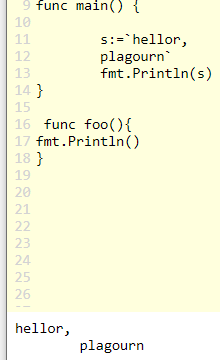 9 func main() {
10
11         s:=`hellor,
12         plagourn`
13         fmt.Println(s)
14 }
15
16  func foo(){
17 fmt.Println()
18 }
19
20
21
22
23
24
25
26
hellor,
        plagourn